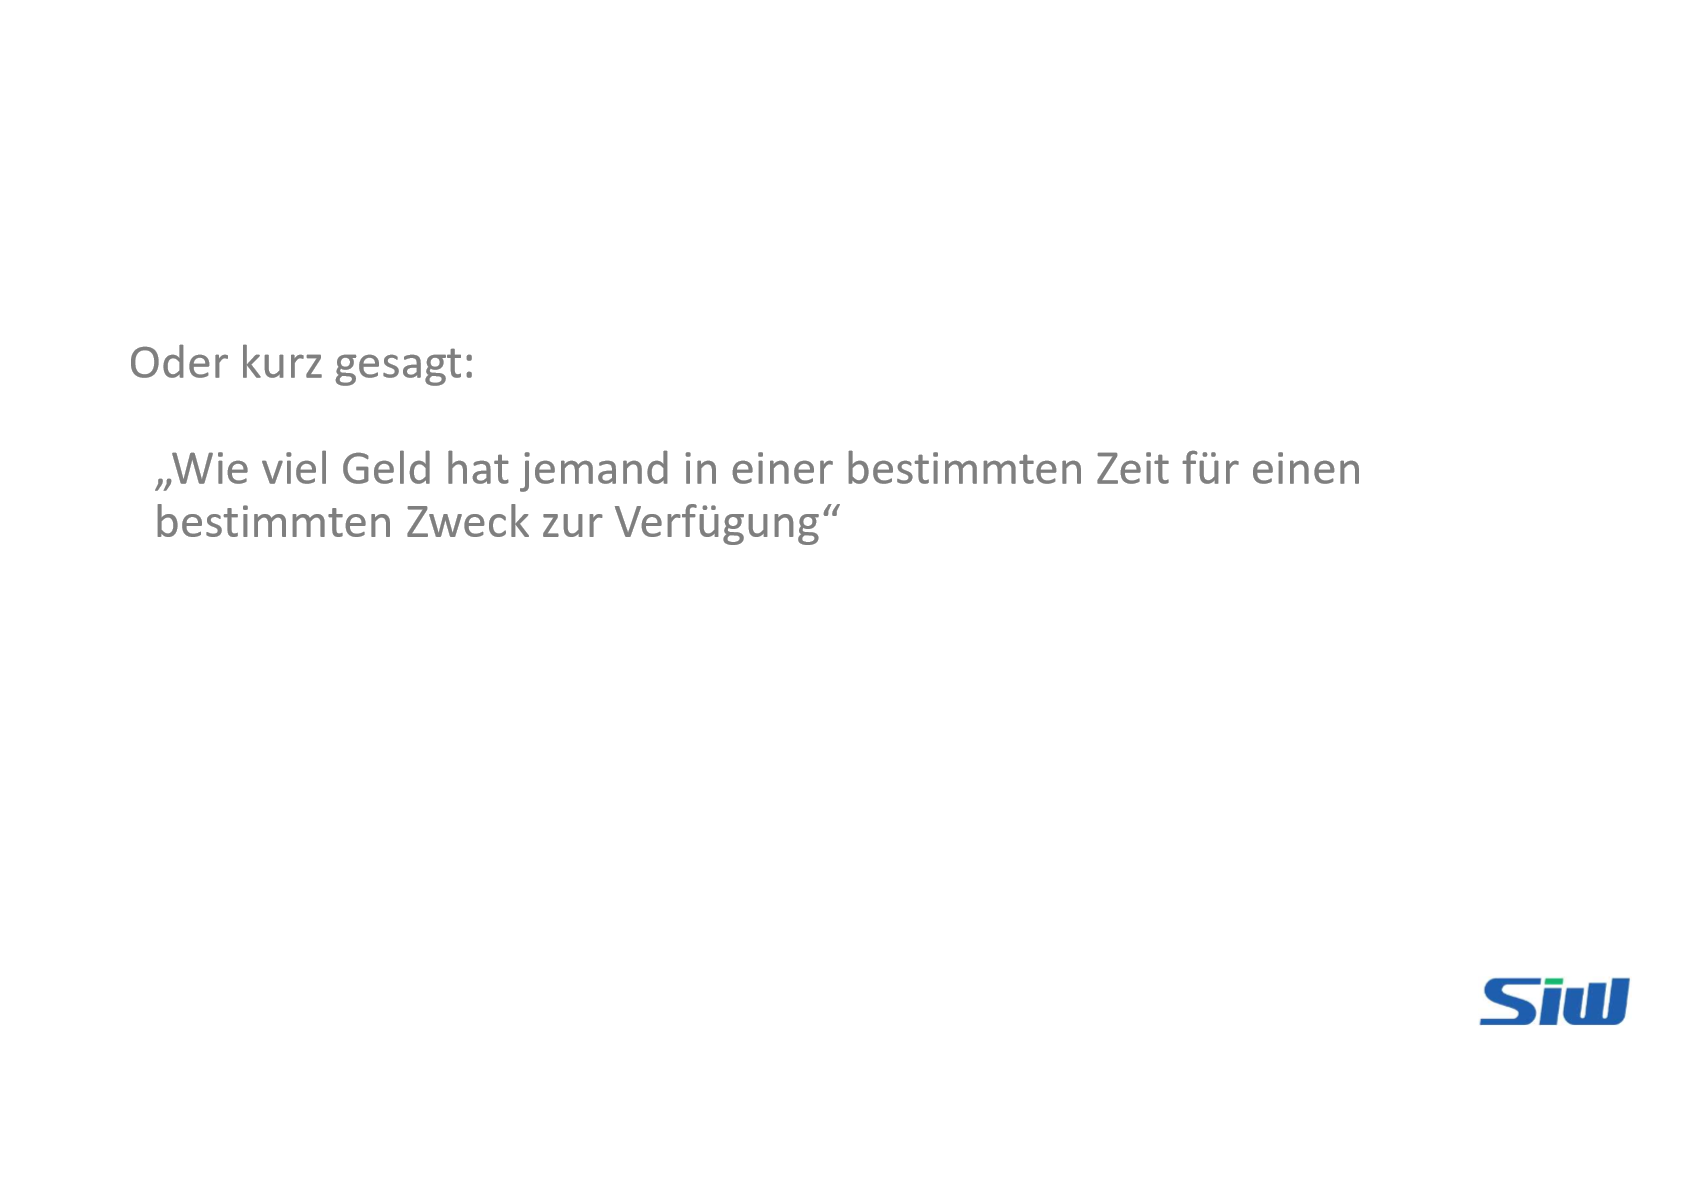 Oder kurz gesagt:
„Wie viel Geld hat jemand in einer bestimmten Zeit für einen
bestimmten Zweck zur Verfügung“
Siw